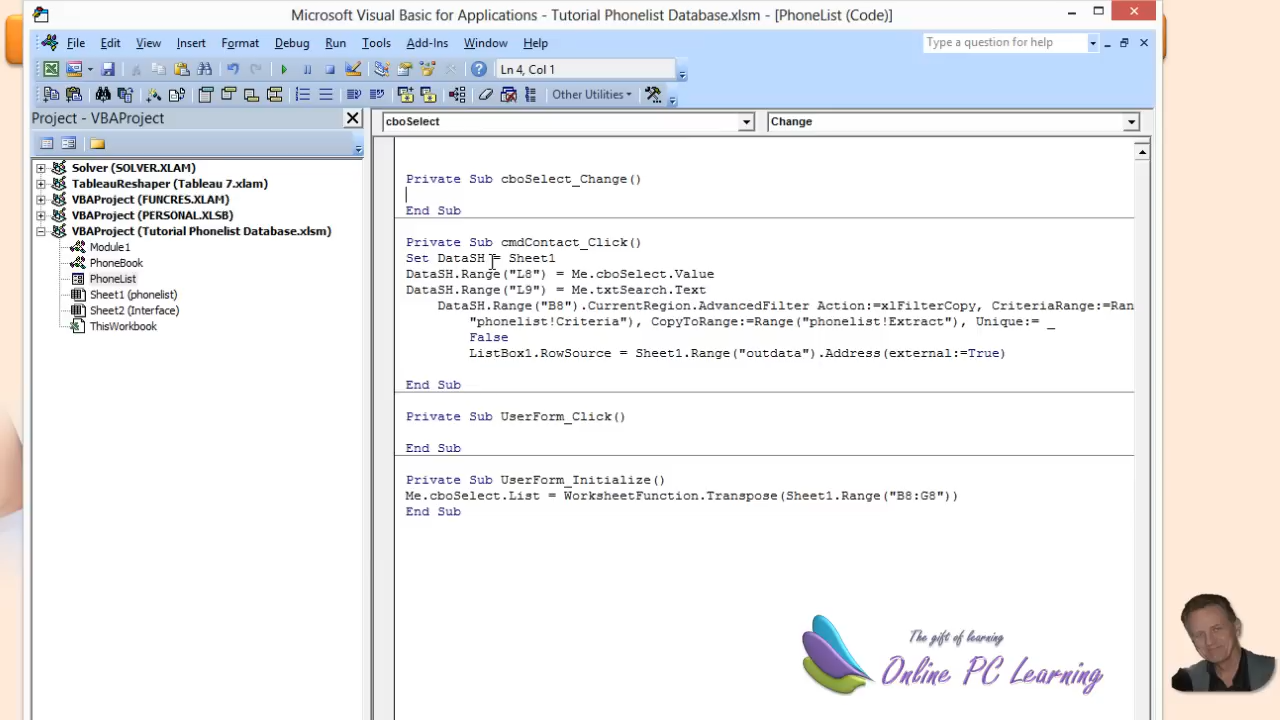 Microsoft Visual Basic for Applications - Tutorial Phonelist Database.xlsm - [PhoneList (Code)]
File Edit View Insert Format Debug Run Tools Add-Ins Window Help
Type a question for help
Ln 4, Col 1
Other Utilities
Project - VBAProject
cboSelect
Change
Solver (SOLVER.XLAM)
TableauReshaper (Tableau 7.xlam)
VBAProject (FUNCRES.XLAM)
VBAProject (PERSONAL.XLSB)
VBAProject (Tutorial Phonelist Database.xlsm)
Module1
PhoneBook
PhoneList
Sheet1 (phonelist)
Sheet2 (Interface)
ThisWorkbook
Private Sub cboSelect_Change()
End Sub
Private Sub cmdContact_Click()
Set DataSH = Sheet1
DataSH.Range("L8") = Me.cboSelect.Value
DataSH.Range("L9") = Me.txtSearch.Text
DataSH.Range("B8").CurrentRegion.AdvancedFilter Action:=xlFilterCopy, CriteriaRange:=Ran
"phonelist!Criteria"), CopyToRange:=Range("phonelist!Extract"), Unique:= _
False
ListBox1.RowSource = Sheet1.Range("outdata").Address(external:=True)
End Sub
Private Sub UserForm_Click()
End Sub
Private Sub UserForm_Initialize()
Me.cboSelect.List = WorksheetFunction.Transpose(Sheet1.Range("B8:G8"))
End Sub
The gift of learning
Online PC Learning